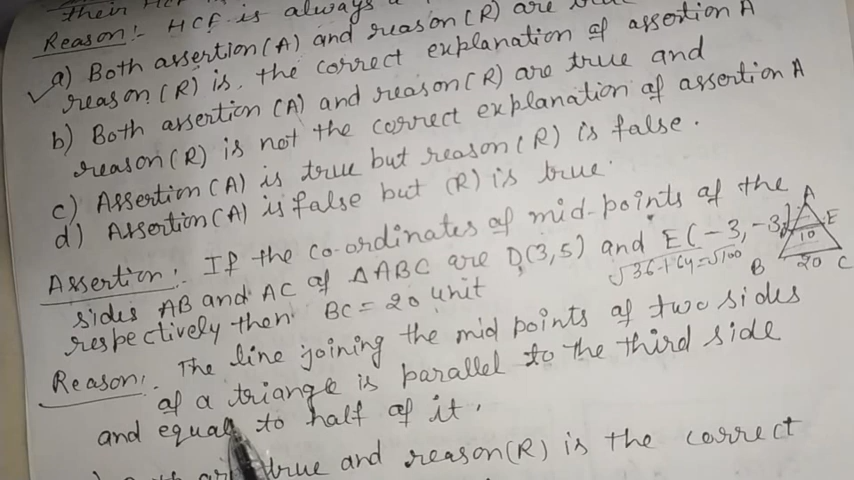 their HCF is always a
Reason:- HCF is always a
a) Both assertion(A) and reason(R) are true
reason(R) is the correct explanation of assertion A
b) Both assertion(A) and reason(R) are true and
reason(R) is not the correct explanation of assertion A
c) Assertion(A) is true but reason(R) is false.
d) Assertion(A) is false but (R) is true.
Assertion:- If the co-ordinates of mid-points of the
sides AB and AC of △ABC are D(3,5) and E(-3,-3)
respectively then BC = 20 unit
√36+64=√100
A
E
10
B 20 C
Reason:- The line joining the mid points of two sides
of a triangle is parallel to the third side
and equal to half of it.
true and reason(R) is the correct